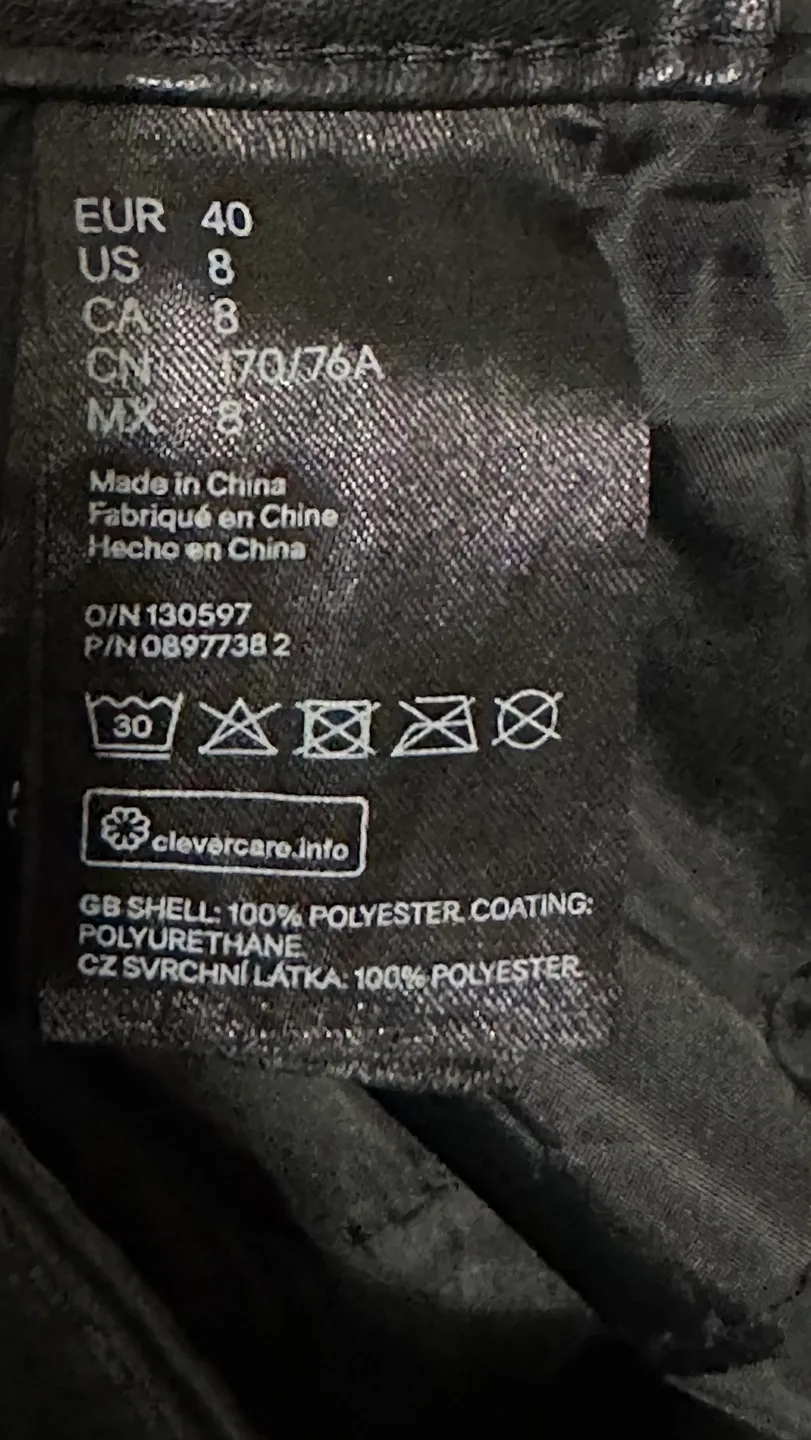 EUR 40
US 8
CA 8
CN 170/76A
MX 8
Made in China
Fabriqué en Chine
Hecho en China
O/N 130597
P/N 0897738 2
30
clevercare.info
GB SHELL: 100% POLYESTER. COATING:
POLYURETHANE
CZ SVRCHNÍ LÁTKA: 100% POLYESTER.